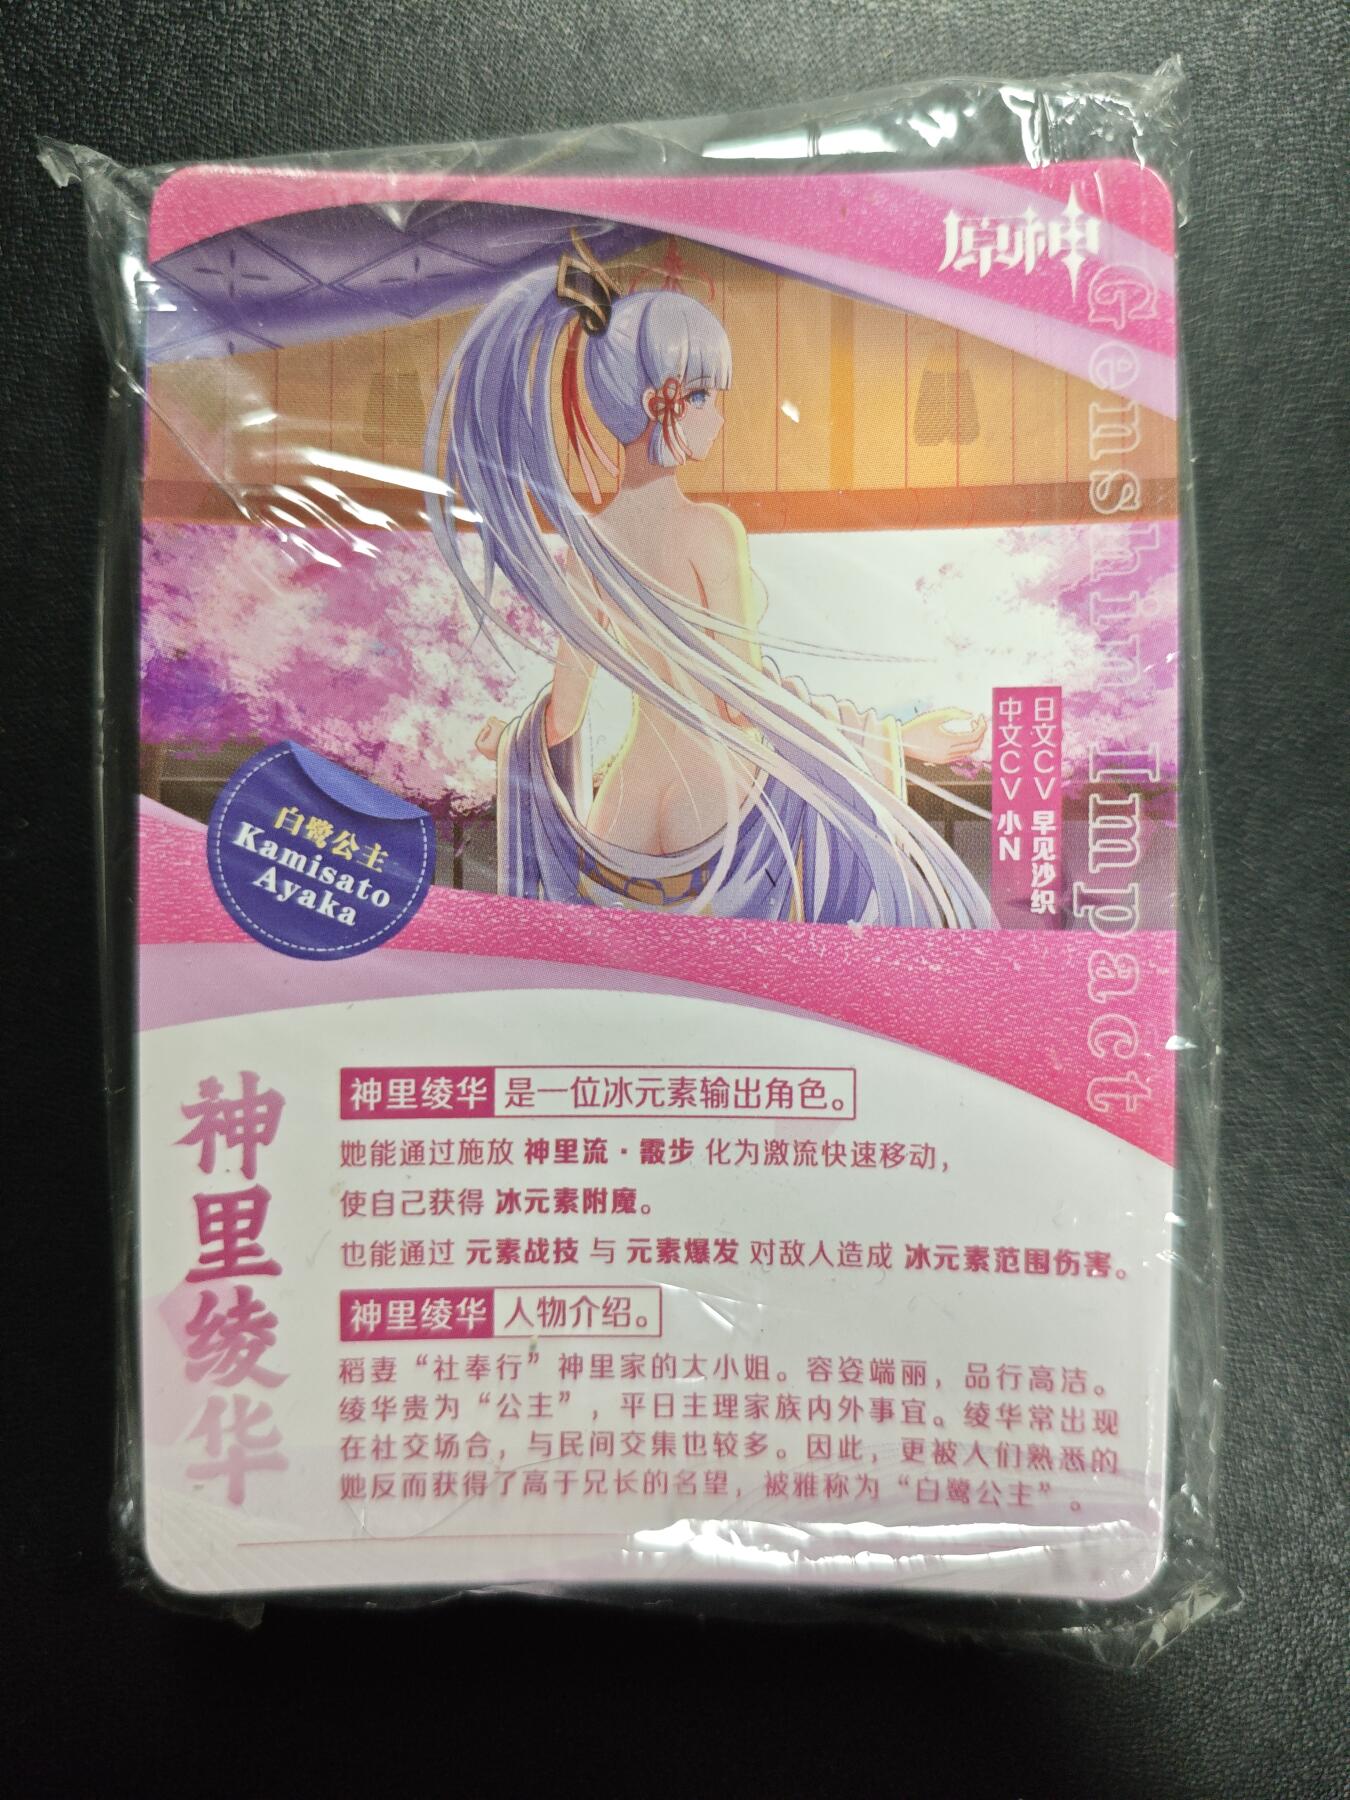 原神
Genshin Impact
日文CV 早见沙织
中文CV 小N
白鹭公主
Kamisato
Ayaka
神里绫华
神里绫华 是一位冰元素输出角色。
她能通过施放 神里流·霰步 化为激流快速移动，
使自己获得 冰元素附魔。
也能通过 元素战技 与 元素爆发 对敌人造成 冰元素范围伤害。
神里绫华 人物介绍。
稻妻“社奉行”神里家的大小姐。容姿端丽，品行高洁。
绫华贵为“公主”，平日主理家族内外事宜。绫华常出现
在社交场合，与民间交集也较多。因此，更被人们熟悉的
她反而获得了高于兄长的名望，被雅称为“白鹭公主”。